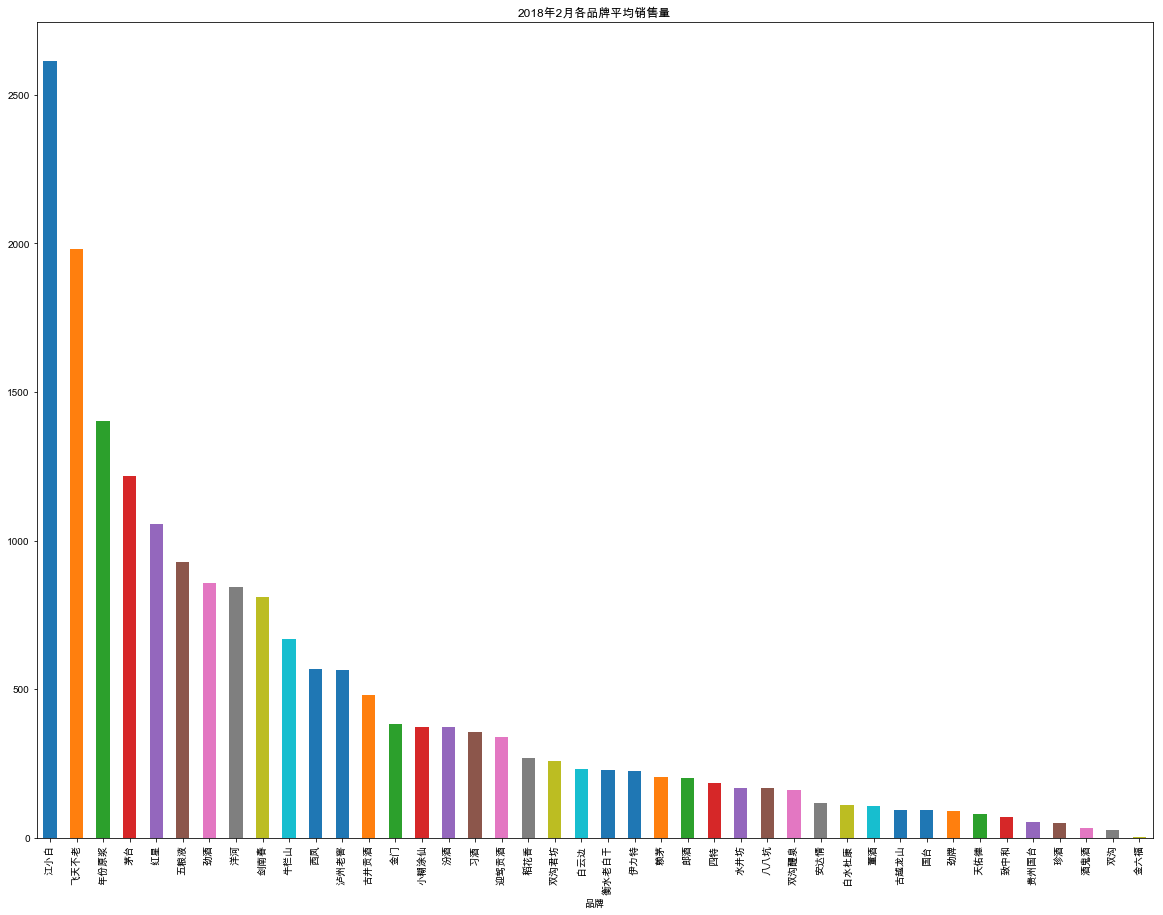 2018年2月各品牌平均销售量
2500
2000
1500
1000
500
0
江小白
飞天不老
年份原浆
茅台
红星
五粮液
劲酒
洋河
剑南春
牛栏山
西凤
泸州老窖
古井贡酒
金门
小糊涂仙
汾酒
习酒
迎驾贡酒
稻花香
双沟君坊
白云边
衡水老白干
伊力特
赖茅
郎酒
四特
水井坊
八八坑
双沟醴泉
安达情
白水杜康
董酒
古越龙山
国台
劲牌
天佑德
致中和
贵州国台
珍酒
酒鬼酒
双沟
金六福
品牌